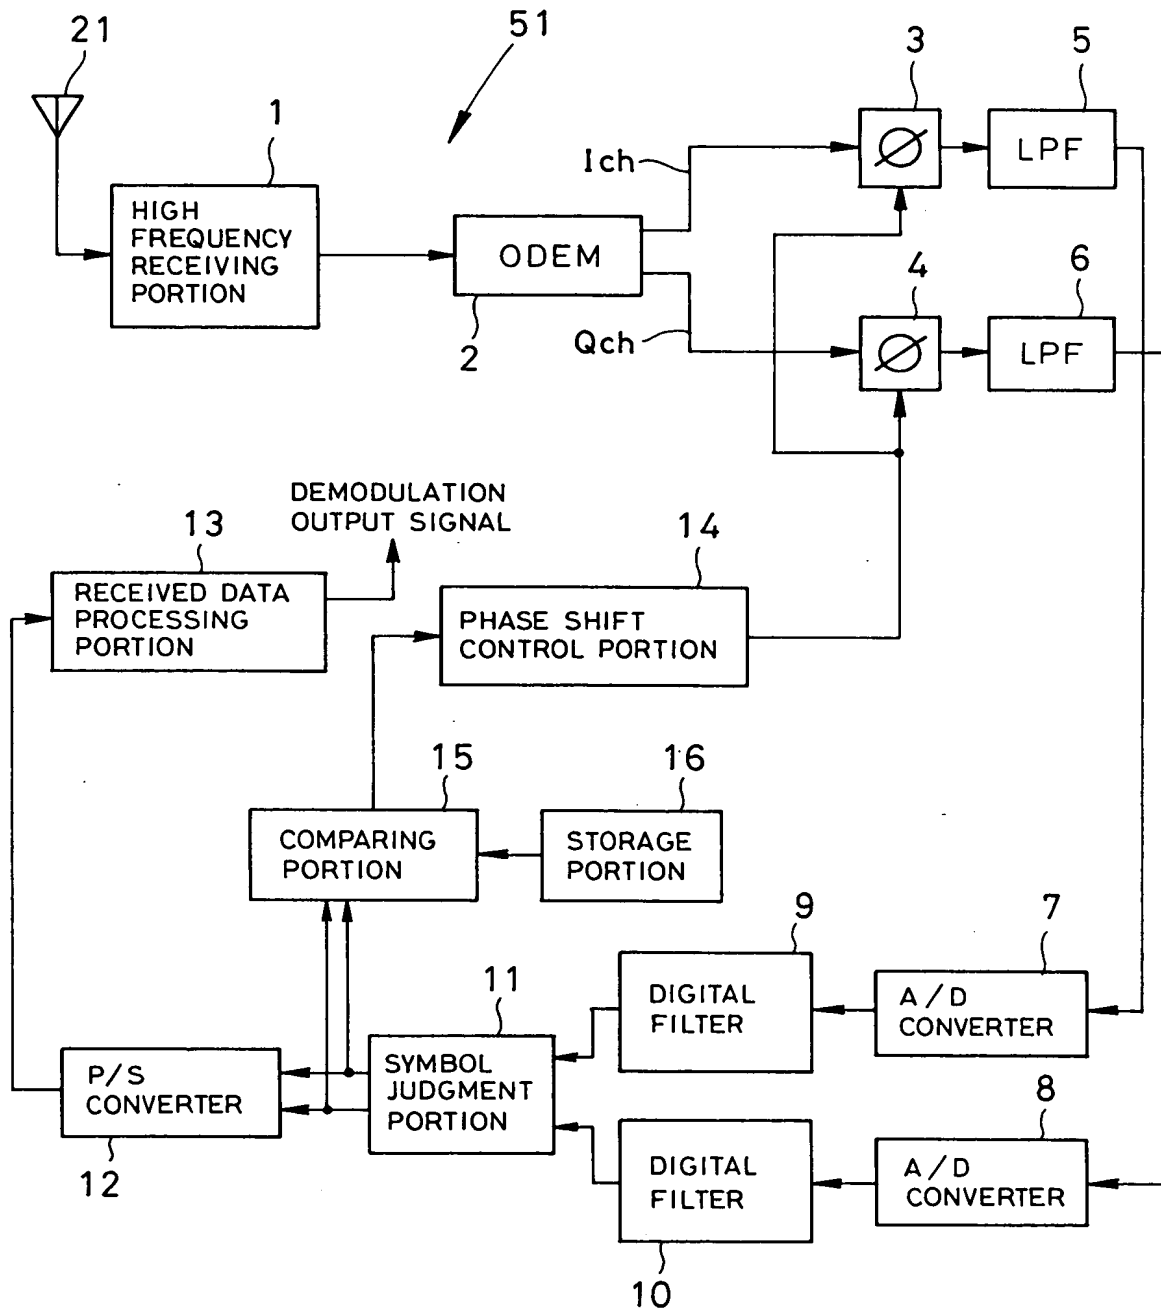 51
21
3
5
1
Ich
LPF
HIGH
FREQUENCY
RECEIVING
PORTION
ODEM
2
4
6
Qch
LPF
DEMODULATION
OUTPUT SIGNAL
13
14
RECEIVED DATA
PROCESSING
PORTION
PHASE SHIFT
CONTROL PORTION
15
16
COMPARING
PORTION
STORAGE
PORTION
9
7
11
DIGITAL
FILTER
A/D
CONVERTER
P/S
CONVERTER
SYMBOL
JUDGMENT
PORTION
8
12
DIGITAL
FILTER
A/D
CONVERTER
10